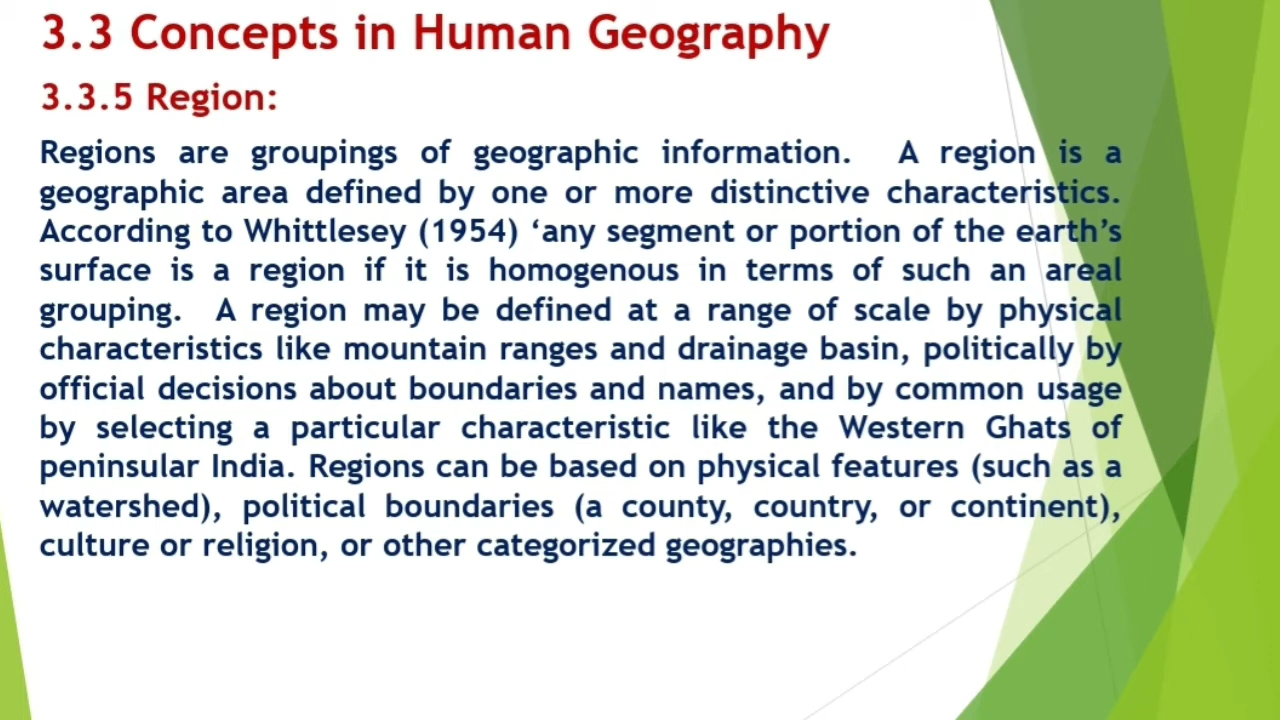 3.3 Concepts in Human Geography
3.3.5 Region:
Regions are groupings of geographic information. A region is a
geographic area defined by one or more distinctive characteristics.
According to Whittlesey (1954) ‘any segment or portion of the earth’s
surface is a region if it is homogenous in terms of such an areal
grouping. A region may be defined at a range of scale by physical
characteristics like mountain ranges and drainage basin, politically by
official decisions about boundaries and names, and by common usage
by selecting a particular characteristic like the Western Ghats of
peninsular India. Regions can be based on physical features (such as a
watershed), political boundaries (a county, country, or continent),
culture or religion, or other categorized geographies.